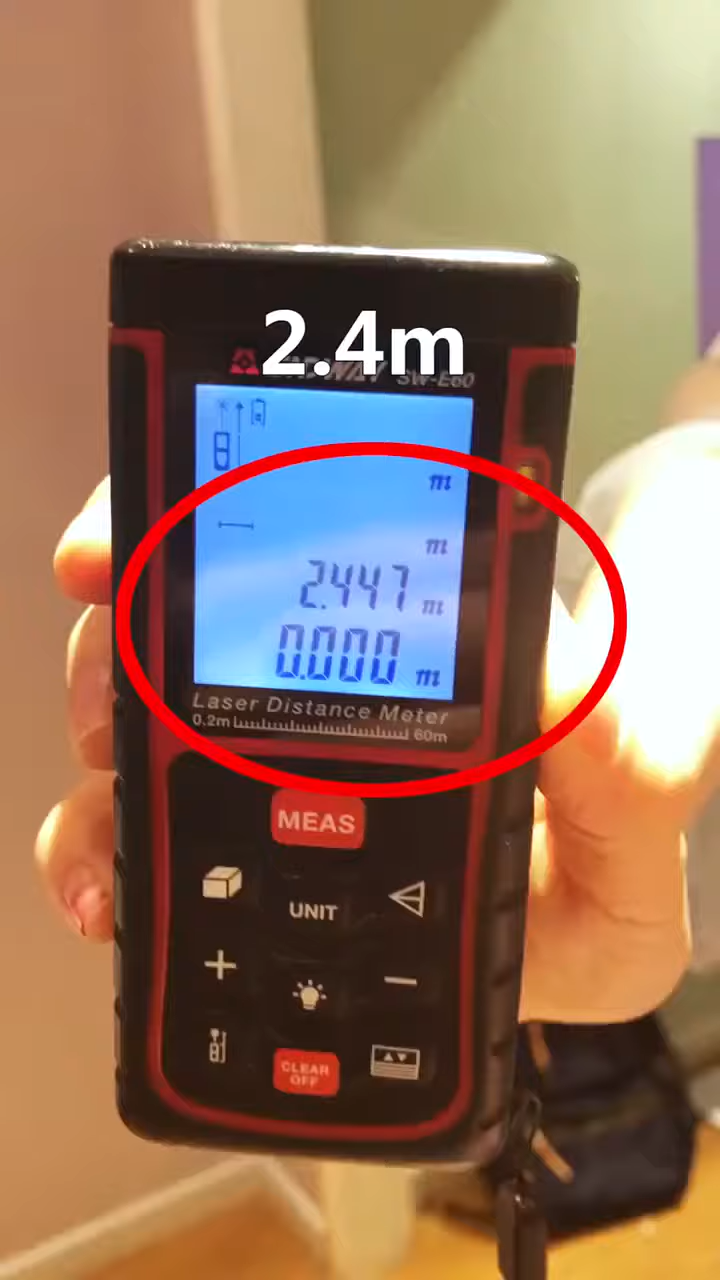 2.4m
SW-E60
m
m
2.447 m
0.000 m
Laser Distance Meter
0.2m 60m
MEAS
UNIT
CLEAR
OFF